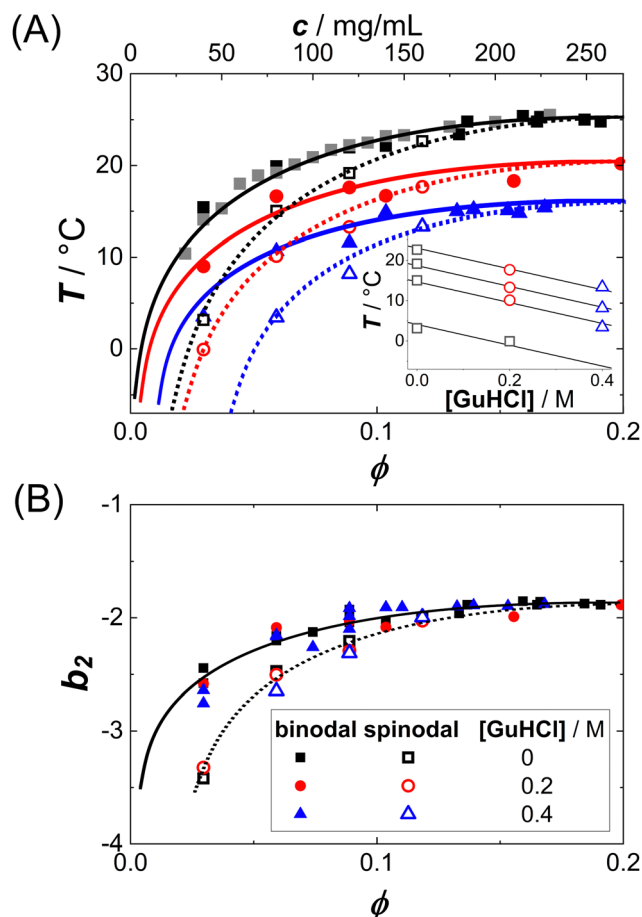 (A)
c / mg/mL
0 50 100 150 200 250
30
20
10
0
T / °C
0.0 0.1 0.2
ϕ
20
10
0
T / °C
0.0 0.2 0.4
[GuHCl] / M
(B)
-1
-2
-3
-4
b₂
binodal spinodal [GuHCl] / M
0
0.2
0.4
0.0 0.1 0.2
ϕ